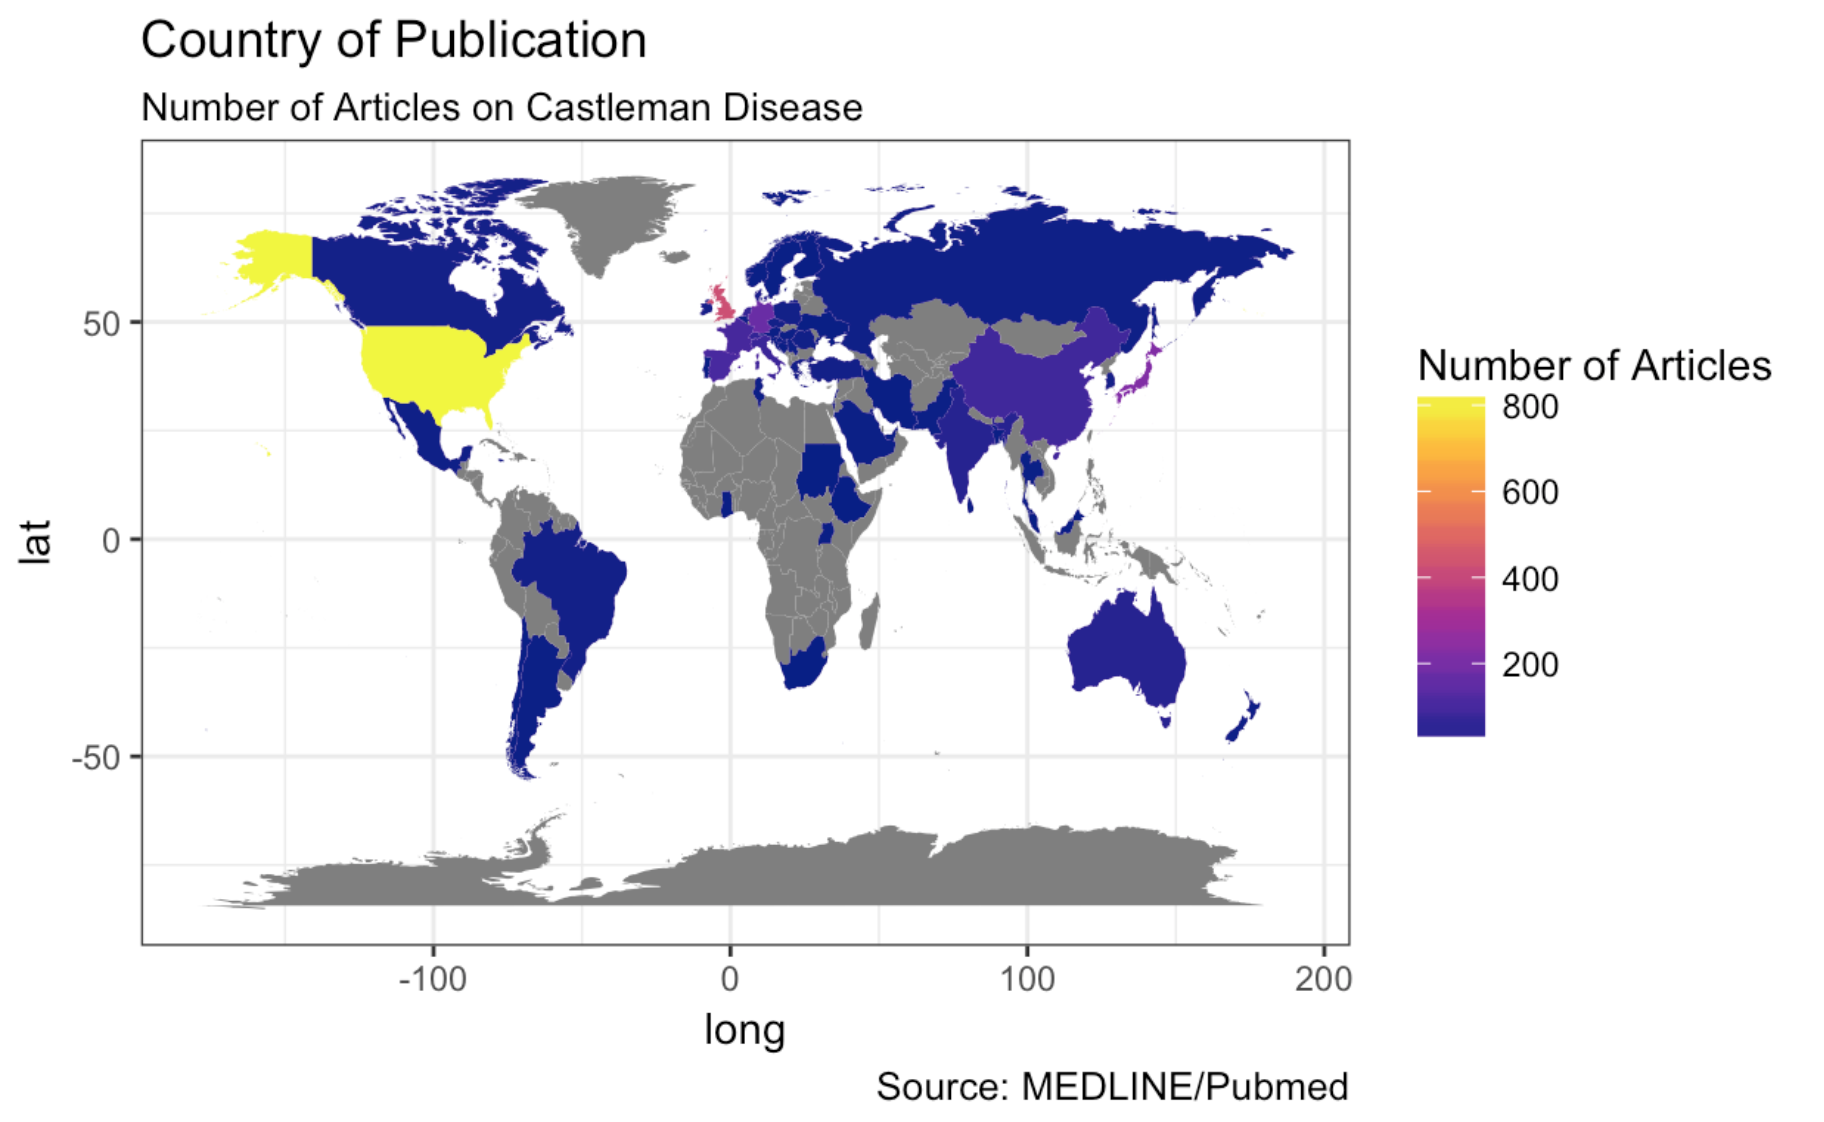 Country of Publication
Number of Articles on Castleman Disease
lat
50
0
-50
-100 0 100 200
long
Number of Articles
800
600
400
200
Source: MEDLINE/Pubmed